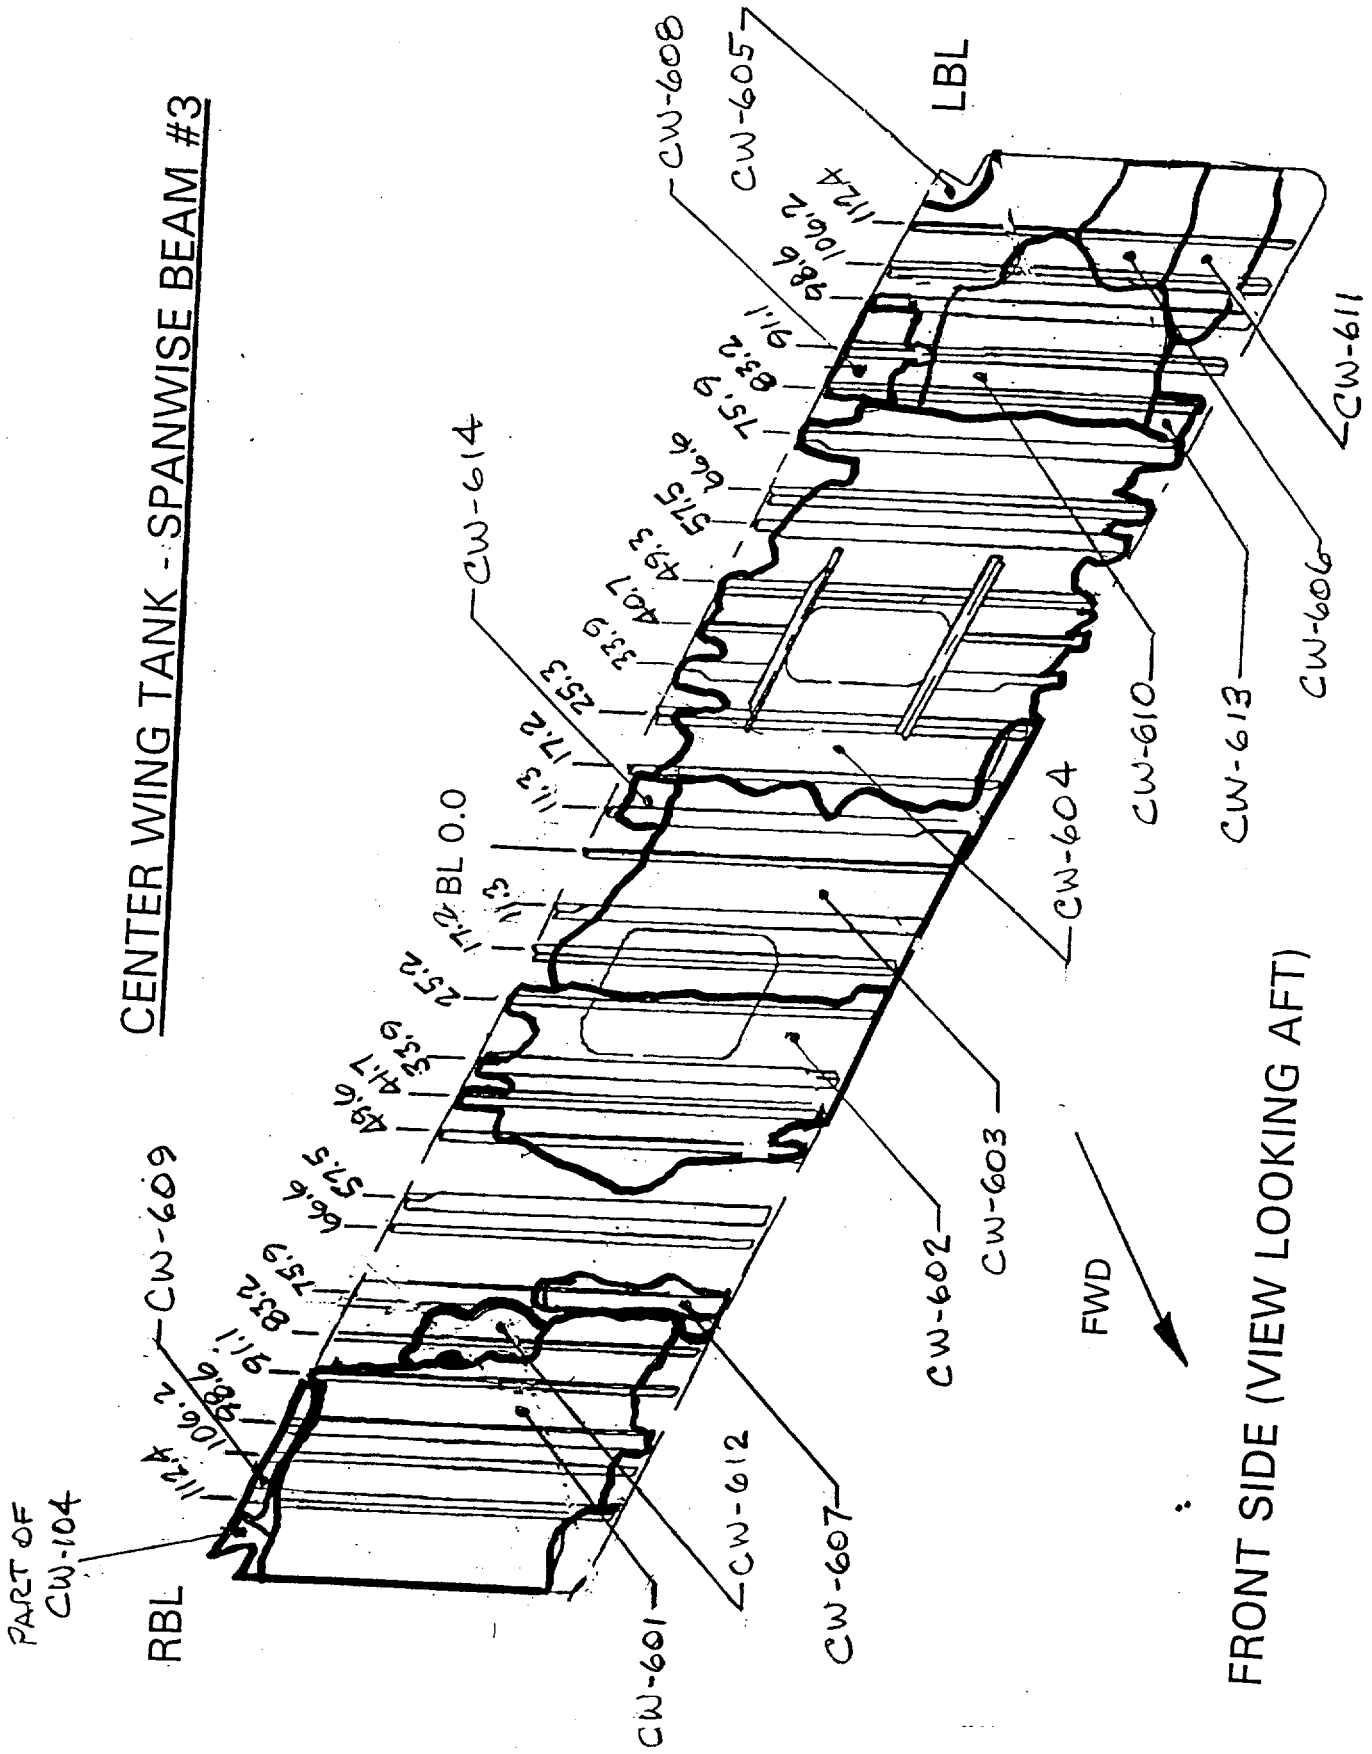 CENTER WING TANK - SPANWISE BEAM #3
PART OF
CW-104
CW-609
CW-614
CW-608
CW-605
RBL
112.4
106.2
98.6
91.1
83.2
75.9
66.6
57.5
49.6
41.7
33.9
25.2
17.2
11.3
BL 0.0
11.3
17.2
25.3
33.9
40.7
49.3
57.5
66.6
75.9
83.2
91.1
98.6
106.2
112.4
LBL
CW-601
CW-612
CW-607
CW-602
CW-603
CW-604
CW-610
CW-613
CW-606
CW-611
FWD
FRONT SIDE (VIEW LOOKING AFT)